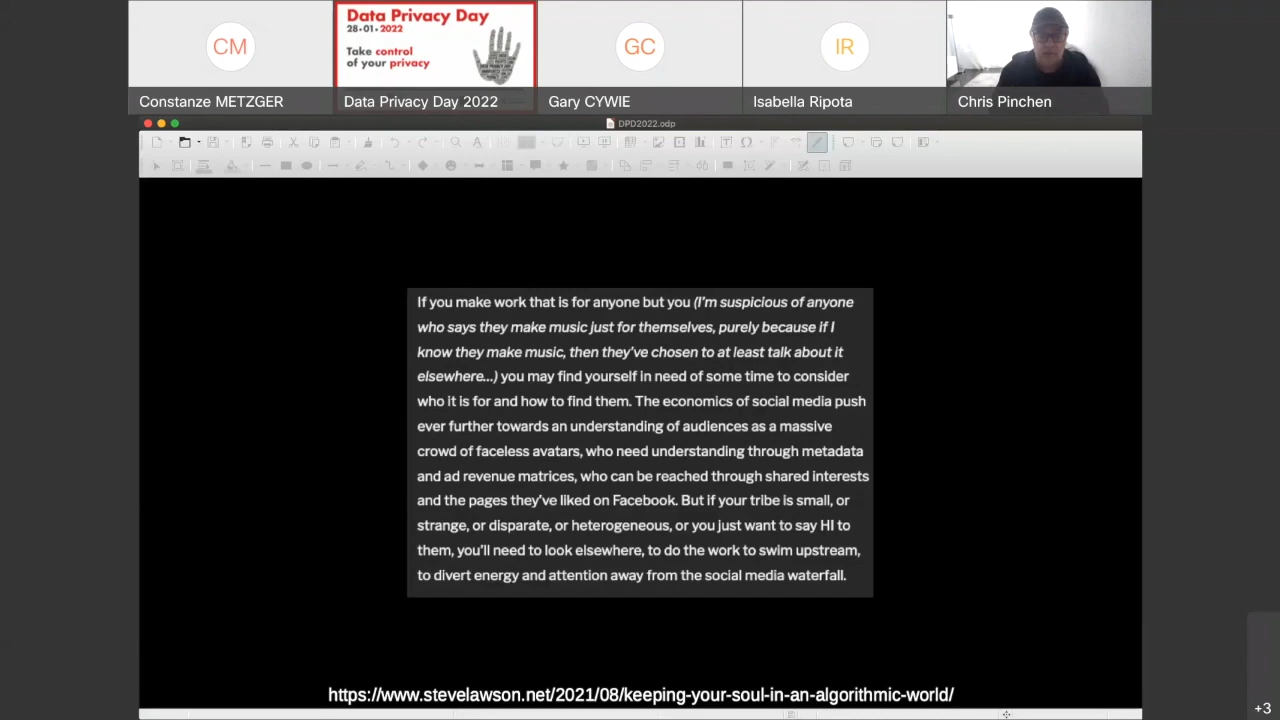 CM
Data Privacy Day
28·01·2022
Take control
of your privacy
GC
IR
Constanze METZGER
Data Privacy Day 2022
Gary CYWIE
Isabella Ripota
Chris Pinchen
DPD2022.odp
If you make work that is for anyone but you (I'm suspicious of anyone
who says they make music just for themselves, purely because if I
know they make music, then they've chosen to at least talk about it
elsewhere...) you may find yourself in need of some time to consider
who it is for and how to find them. The economics of social media push
ever further towards an understanding of audiences as a massive
crowd of faceless avatars, who need understanding through metadata
and ad revenue matrices, who can be reached through shared interests
and the pages they've liked on Facebook. But if your tribe is small, or
strange, or disparate, or heterogeneous, or you just want to say HI to
them, you'll need to look elsewhere, to do the work to swim upstream,
to divert energy and attention away from the social media waterfall.
https://www.stevelawson.net/2021/08/keeping-your-soul-in-an-algorithmic-world/
+3